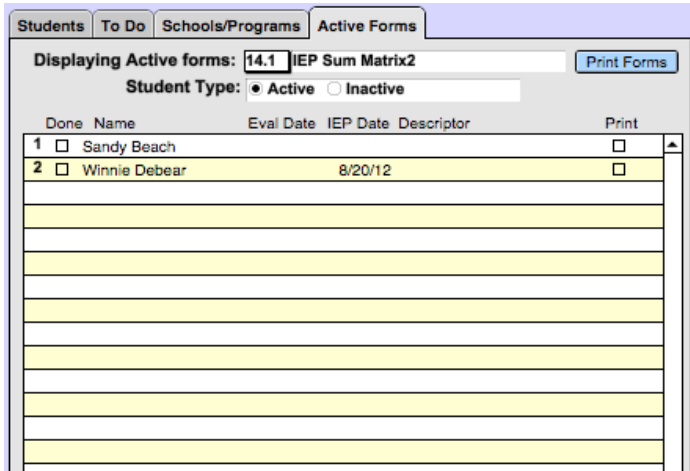 Students To Do Schools/Programs Active Forms
Displaying Active forms: 14.1 IEP Sum Matrix2 Print Forms
Student Type: Active Inactive
Done Name Eval Date IEP Date Descriptor Print
1 Sandy Beach
2 Winnie Debear 8/20/12